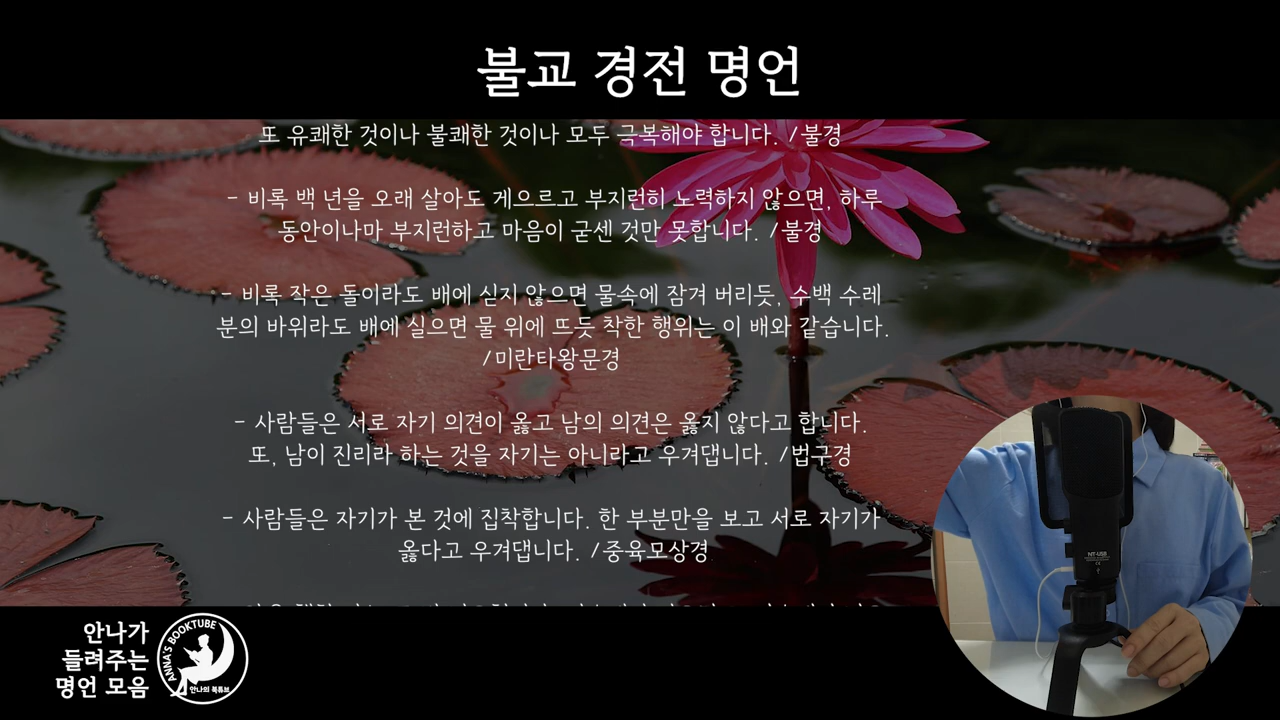 불교 경전 명언
또 유쾌한 것이나 불쾌한 것이나 모두 극복해야 합니다. /불경
- 비록 백 년을 오래 살아도 게으르고 부지런히 노력하지 않으면, 하루
동안이나마 부지런하고 마음이 굳센 것만 못합니다. /불경
- 비록 작은 돌이라도 배에 싣지 않으면 물속에 잠겨 버리듯, 수백 수레
분의 바위라도 배에 실으면 물 위에 뜨듯 착한 행위는 이 배와 같습니다.
/미란타왕문경
- 사람들은 서로 자기 의견이 옳고 남의 의견은 옳지 않다고 합니다.
또, 남이 진리라 하는 것을 자기는 아니라고 우겨댑니다. /법구경
- 사람들은 자기가 본 것에 집착합니다. 한 부분만을 보고 서로 자기가
옳다고 우겨댑니다. /중육모상경
안나가
들려주는
명언 모음
ANNA'S BOOKTUBE
안나의 북튜브
NT-USB